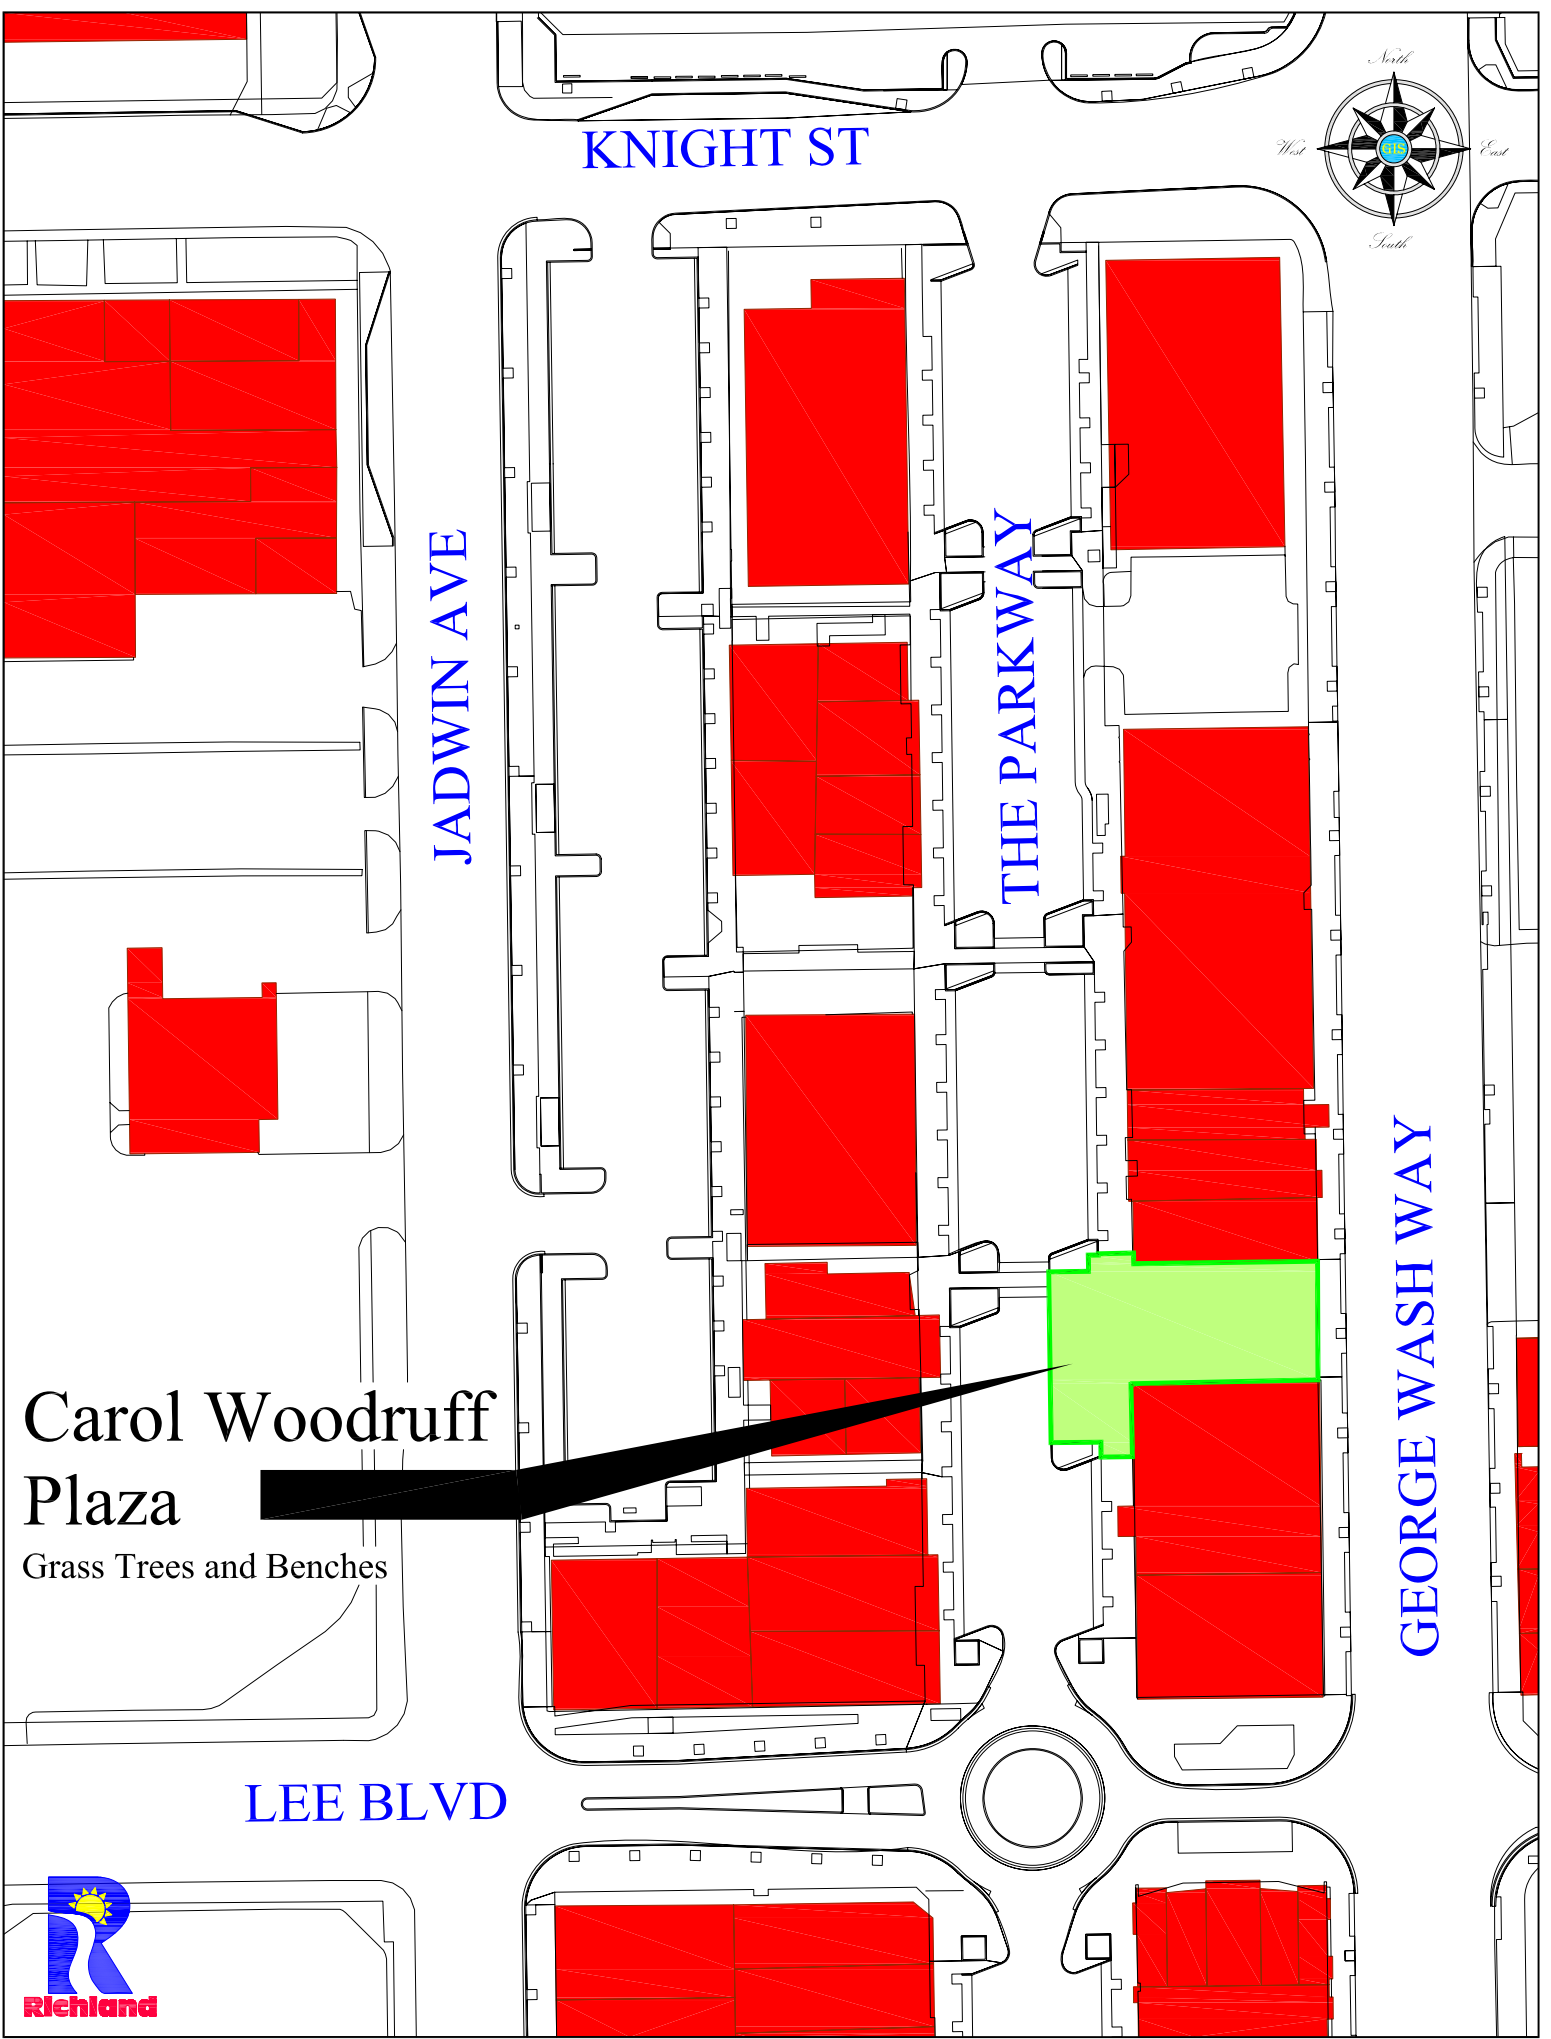 North
KNIGHT ST
West
GIS
East
South
JADWIN AVE
THE PARKWAY
GEORGE WASH WAY
Carol Woodruff
Plaza
Grass Trees and Benches
LEE BLVD
Richland